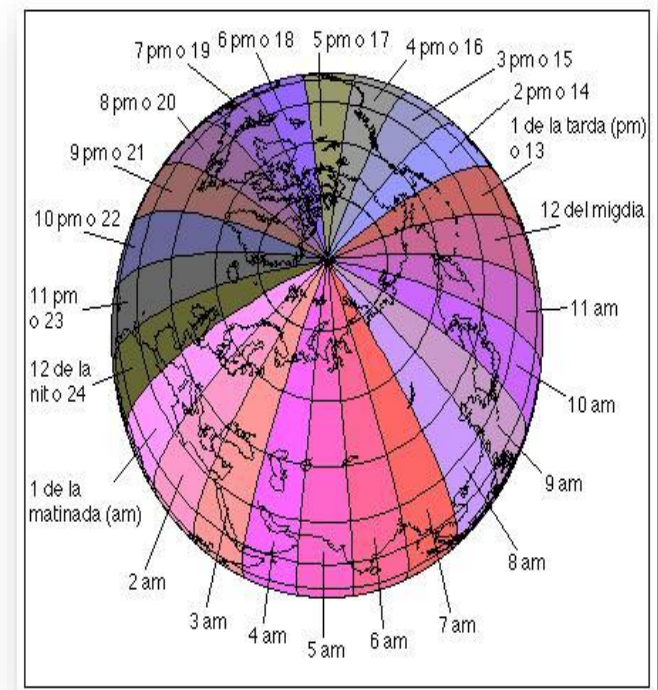 5 pm o 17
4 pm o 16
3 pm o 15
2 pm o 14
1 de la tarda (pm)
o 13
12 del migdia
11 am
10 am
9 am
8 am
7 am
6 am
5 am
4 am
3 am
2 am
1 de la
matinada (am)
12 de la
nit o 24
11 pm
o 23
10 pm o 22
9 pm o 21
8 pm o 20
7 pm o 19
6 pm o 18